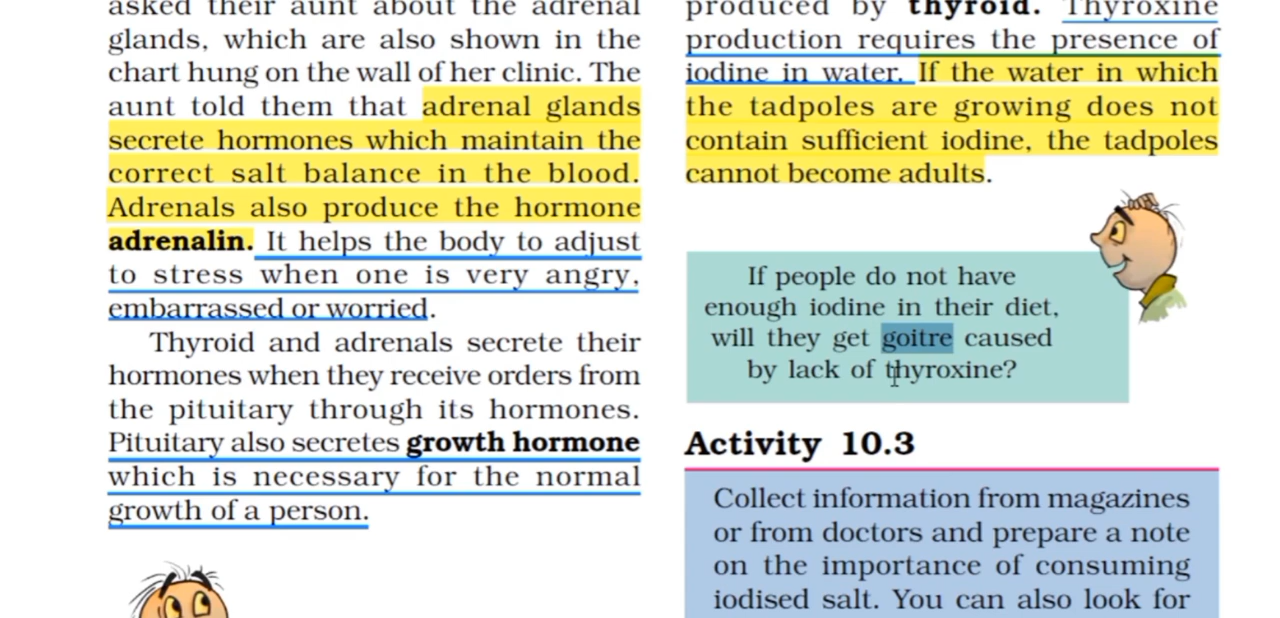 asked their aunt about the adrenal
glands, which are also shown in the
chart hung on the wall of her clinic. The
aunt told them that adrenal glands
secrete hormones which maintain the
correct salt balance in the blood.
Adrenals also produce the hormone
adrenalin. It helps the body to adjust
to stress when one is very angry,
embarrassed or worried.
Thyroid and adrenals secrete their
hormones when they receive orders from
the pituitary through its hormones.
Pituitary also secretes growth hormone
which is necessary for the normal
growth of a person.
produced by thyroid. Thyroxine
production requires the presence of
iodine in water. If the water in which
the tadpoles are growing does not
contain sufficient iodine, the tadpoles
cannot become adults.
If people do not have
enough iodine in their diet,
will they get goitre caused
by lack of thyroxine?
Activity 10.3
Collect information from magazines
or from doctors and prepare a note
on the importance of consuming
iodised salt. You can also look for